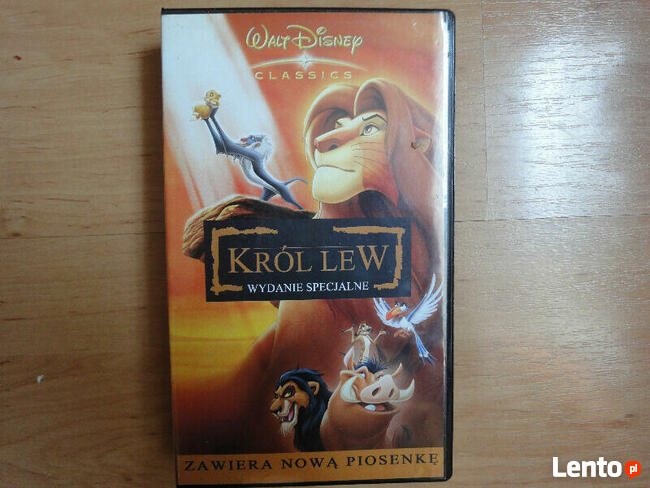 WALT DISNEY
CLASSICS
KRÓL LEW
WYDANIE SPECJALNE
ZAWIERA NOWĄ PIOSENKĘ
Lento.pl